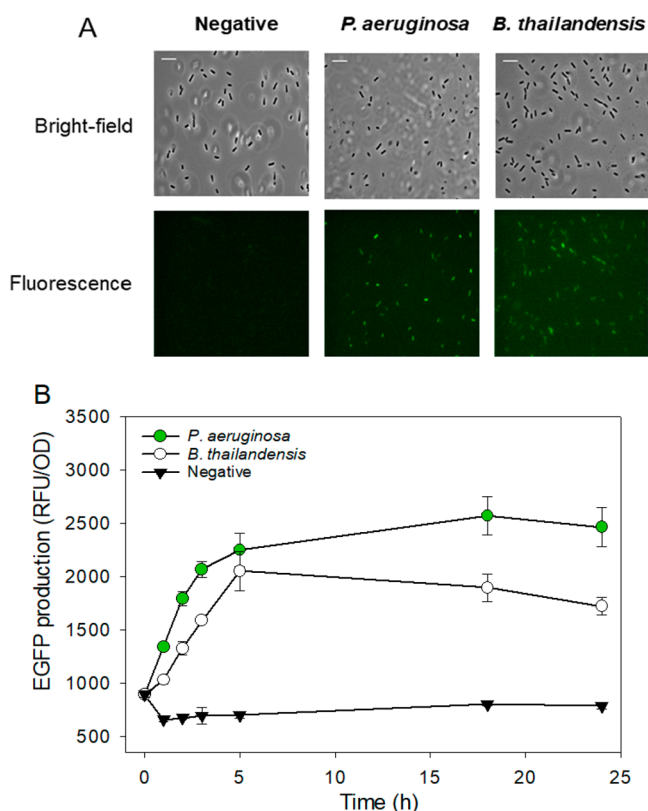 A
Negative
P. aeruginosa
B. thailandensis
Bright-field
Fluorescence
B
3500
3000
2500
2000
1500
1000
500
EGFP production (RFU/OD)
P. aeruginosa
B. thailandensis
Negative
0 5 10 15 20 25
Time (h)